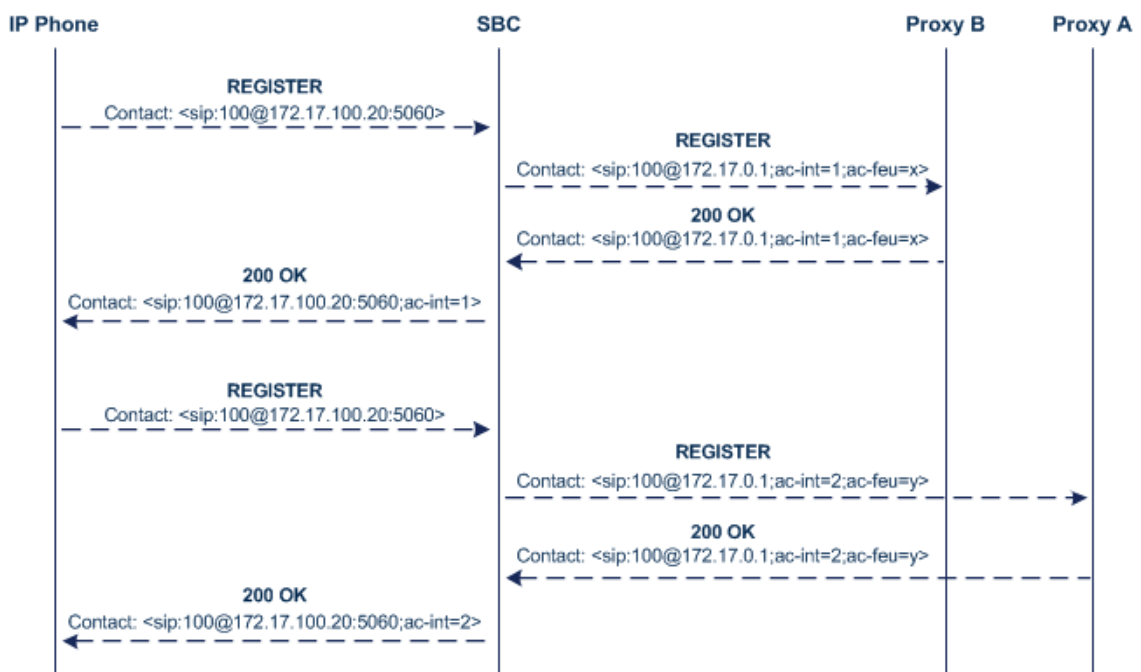 IP Phone SBC Proxy B Proxy A
REGISTER
Contact: <sip:100@172.17.100.20:5060>
REGISTER
Contact: <sip:100@172.17.0.1;ac-int=1;ac-feu=x>
200 OK
Contact: <sip:100@172.17.0.1;ac-int=1;ac-feu=x>
200 OK
Contact: <sip:100@172.17.100.20:5060;ac-int=1>
REGISTER
Contact: <sip:100@172.17.100.20:5060>
REGISTER
Contact: <sip:100@172.17.0.1;ac-int=2;ac-feu=y>
200 OK
Contact: <sip:100@172.17.0.1;ac-int=2;ac-feu=y>
200 OK
Contact: <sip:100@172.17.100.20:5060;ac-int=2>